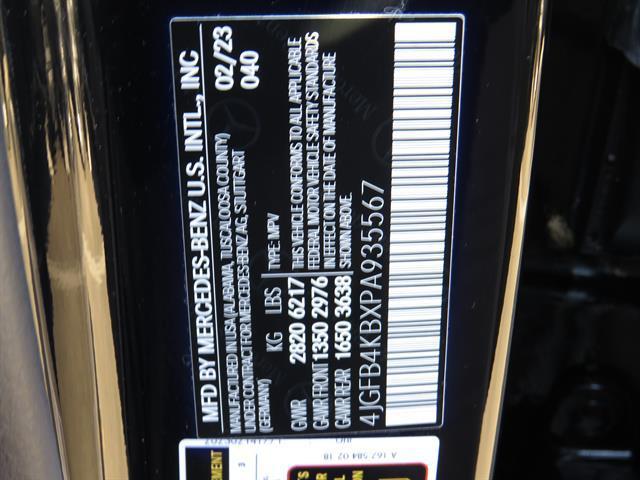 4MFD BY MERCEDES-BENZ U.S. INTL., INC
MANUFACTURED IN USA (ALABAMA, TUSCALOOSA COUNTY) 02/23
UNDER CONTRACT FOR MERCEDES-BENZ AG, STUTTGART 040
(GERMANY)
KG LBS TYPE: MPV
GVWR 2820 6217 THIS VEHICLE CONFORMS TO ALL APPLICABLE
GAWR FRONT 1350 2976 FEDERAL MOTOR VEHICLE SAFETY STANDARDS
IN EFFECT ON THE DATE OF MANUFACTURE
GAWR REAR 1650 3638 SHOWN ABOVE.
4JGFB4KBXPA935567
A 167 584 02 18